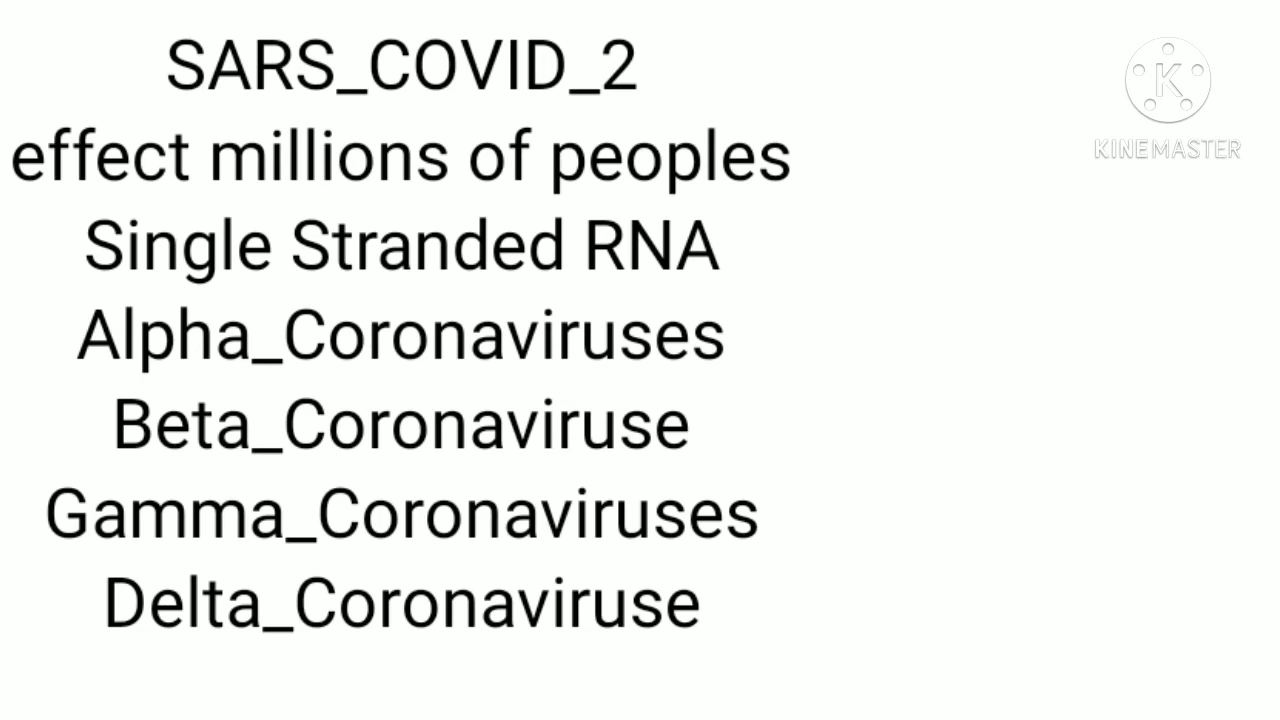 SARS_COVID_2
effect millions of peoples
Single Stranded RNA
Alpha_Coronaviruses
Beta_Coronaviruse
Gamma_Coronaviruses
Delta_Coronaviruse
K
KINEMASTER